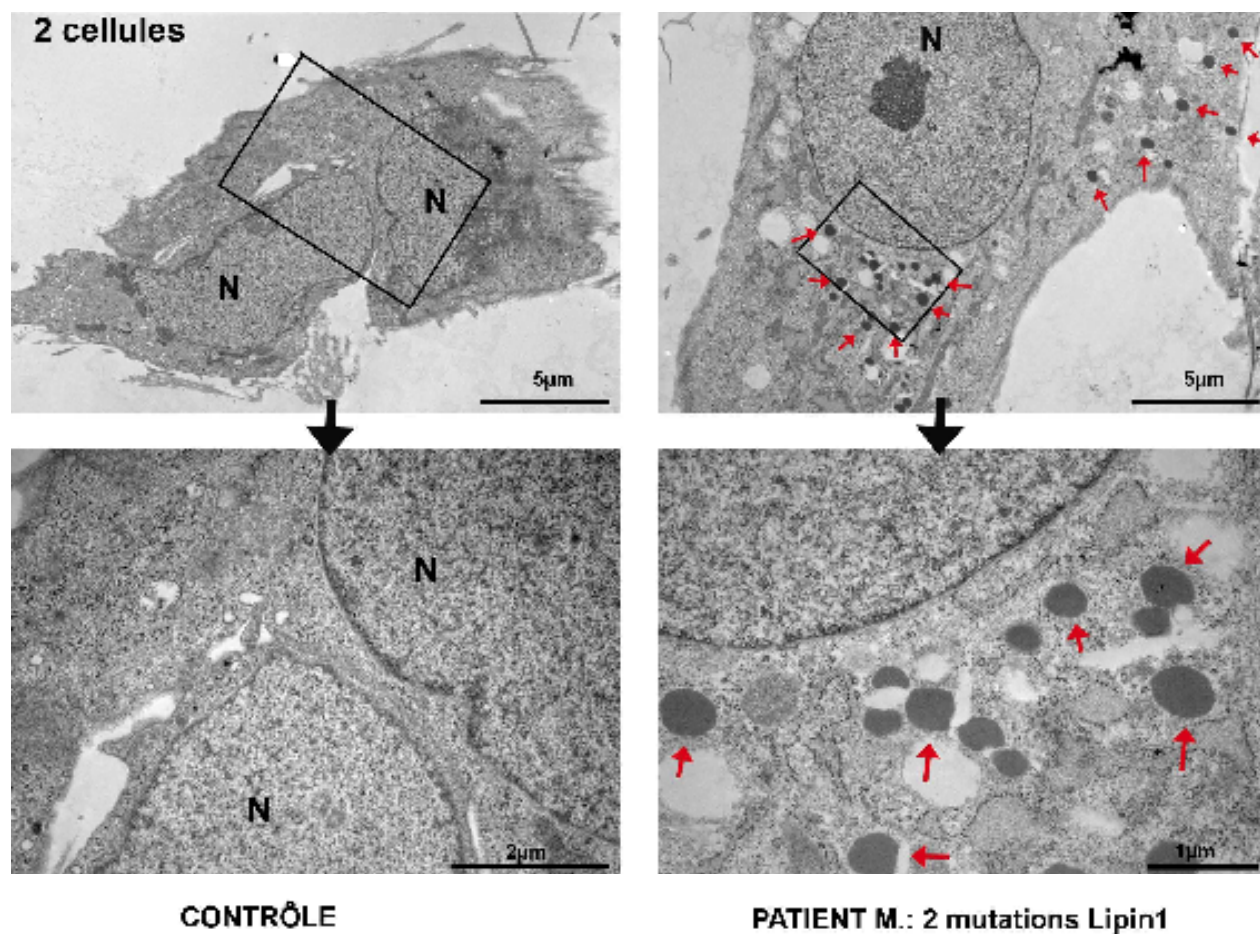 2 cellules
N
N
5µm
N
5µm
N
N
2µm
1µm
CONTRÔLE
PATIENT M.: 2 mutations Lipin1